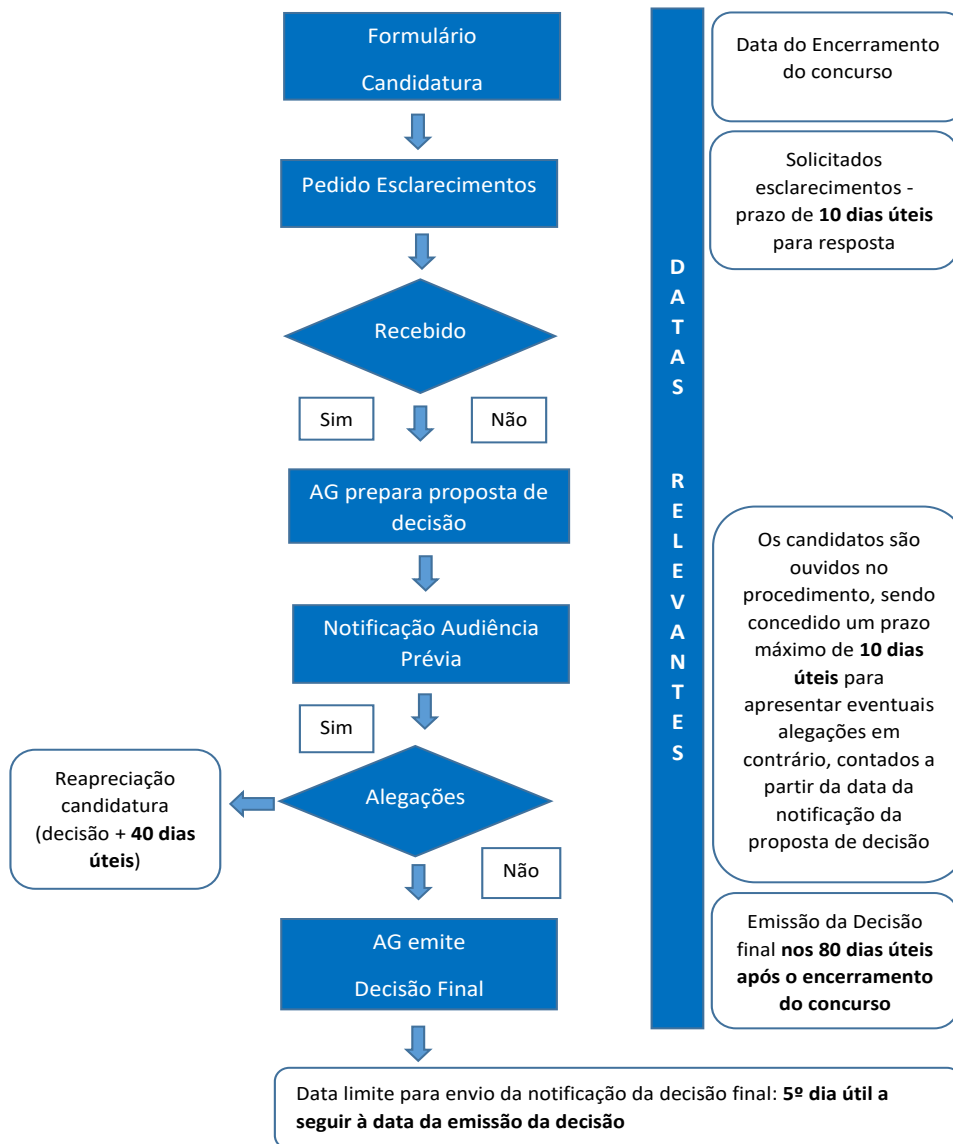 Formulário
Candidatura
Data do Encerramento
do concurso
Pedido Esclarecimentos
Solicitados
esclarecimentos -
prazo de 10 dias úteis
para resposta
Recebido
Sim
Não
DATAS RELEVANTES
AG prepara proposta de
decisão
Notificação Audiência
Prévia
Os candidatos são
ouvidos no
procedimento, sendo
concedido um prazo
máximo de 10 dias
úteis para
apresentar eventuais
alegações em
contrário, contados a
partir da data da
notificação da
proposta de decisão
Sim
Alegações
Reapreciação
candidatura
(decisão + 40 dias
úteis)
Não
AG emite
Decisão Final
Emissão da Decisão
final nos 80 dias úteis
após o encerramento
do concurso
Data limite para envio da notificação da decisão final: 5º dia útil a
seguir à data da emissão da decisão